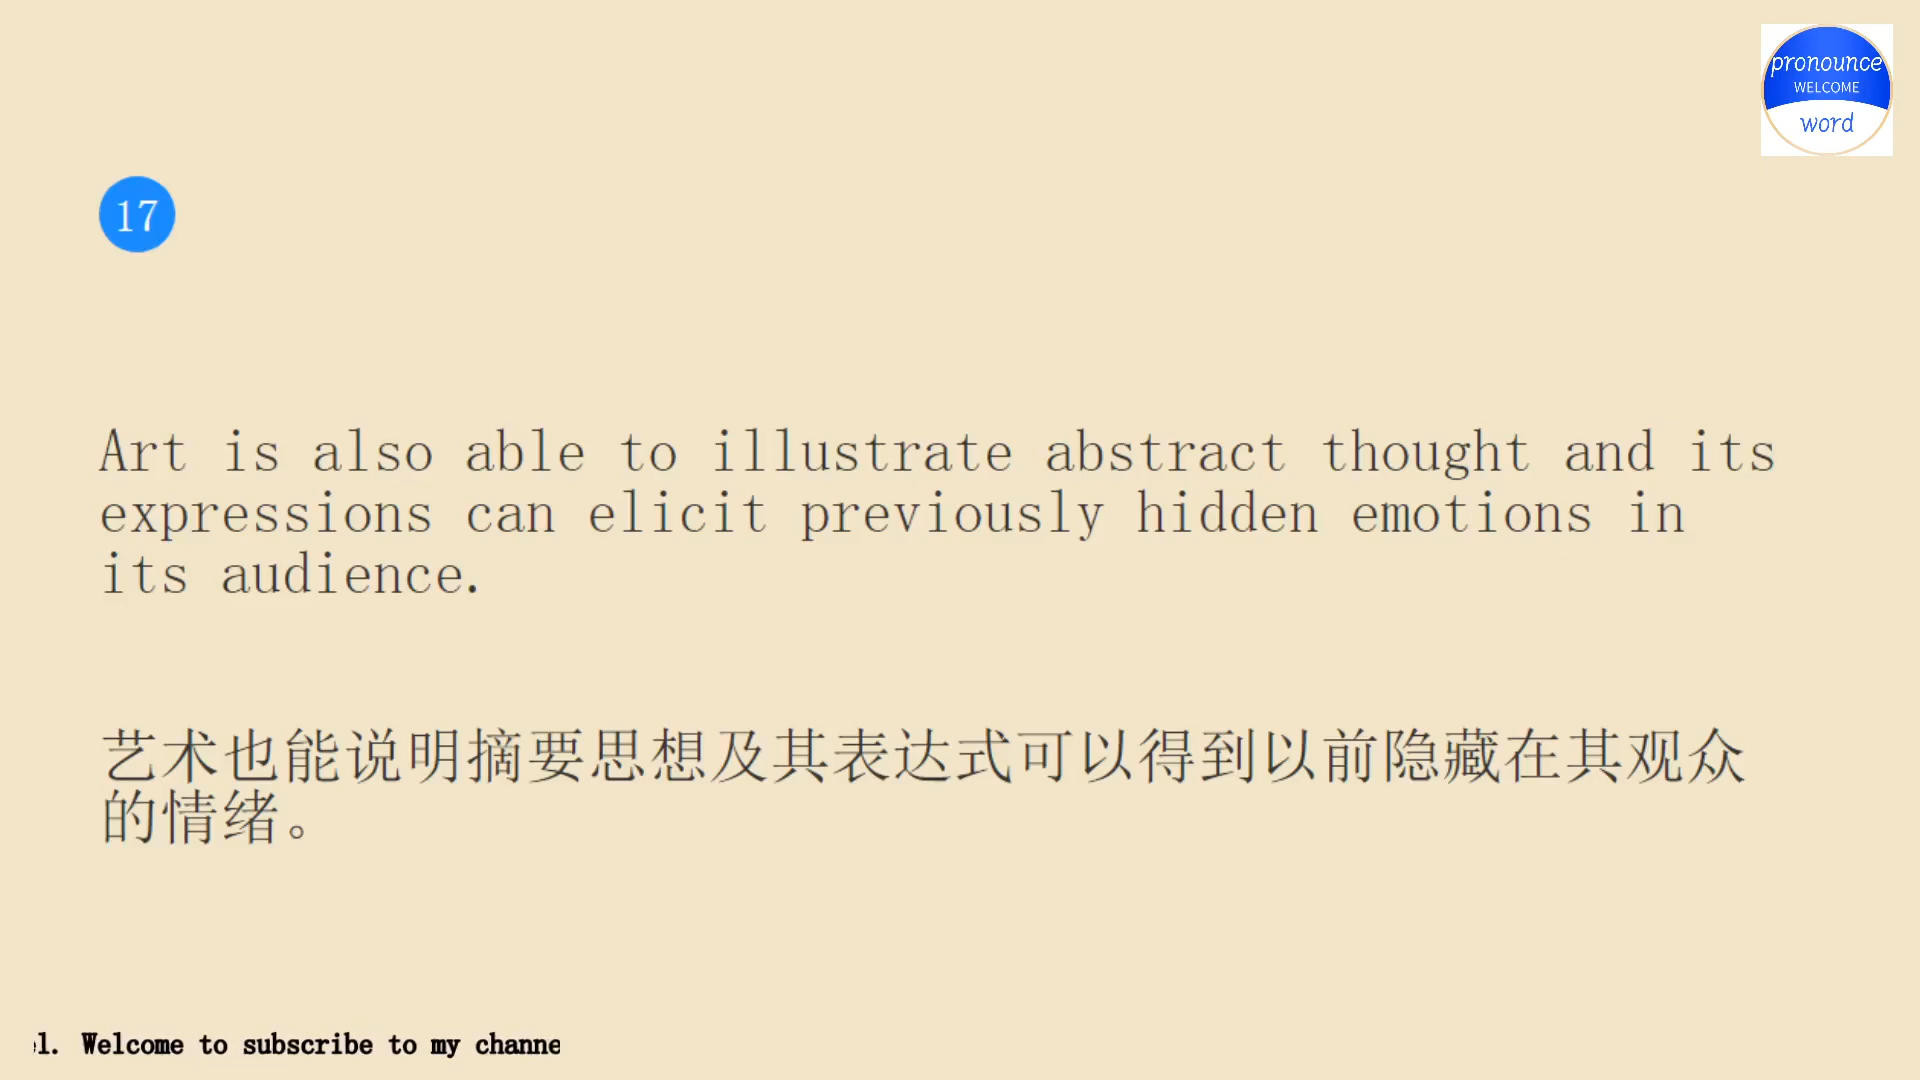 pronounce
WELCOME
word
17
Art is also able to illustrate abstract thought and its
expressions can elicit previously hidden emotions in
its audience.
艺术也能说明摘要思想及其表达式可以得到以前隐藏在其观众
的情绪。
l. Welcome to subscribe to my channe